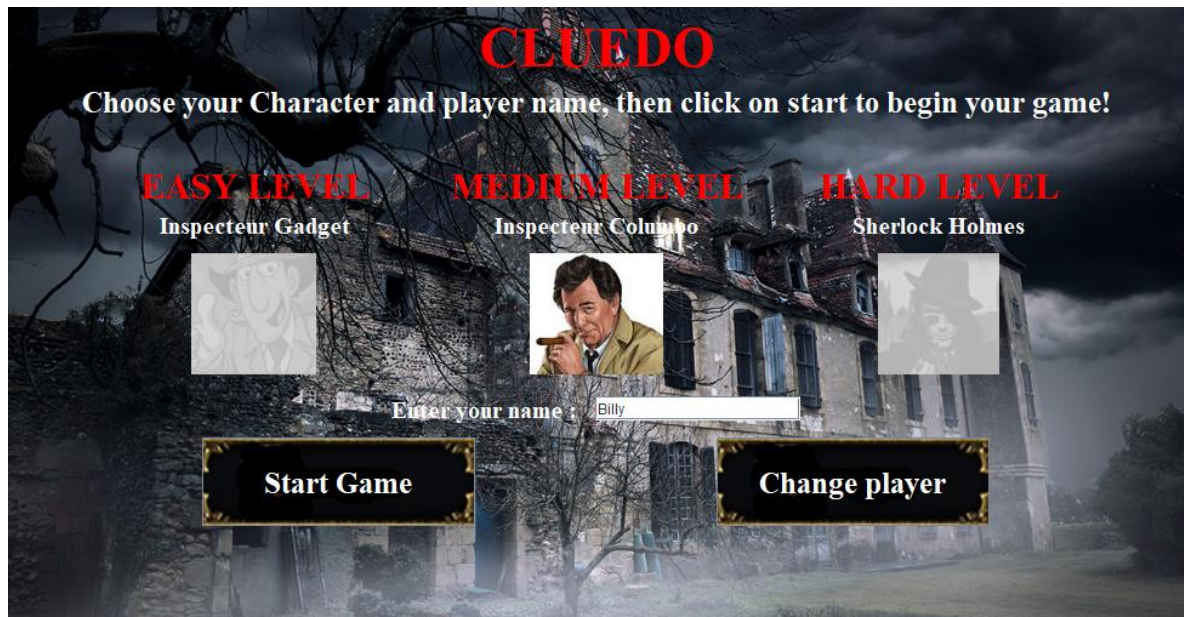 CLUEDO
Choose your Character and player name, then click on start to begin your game!
EASY LEVEL MEDIUM LEVEL HARD LEVEL
Inspecteur Gadget Inspecteur Columbo Sherlock Holmes
Enter your name : Billy
Start Game Change player